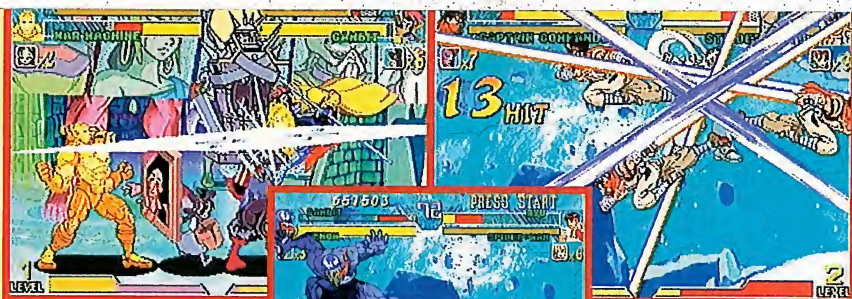 WAR MACHINE
GAMBIT
CAPTAIN COMMANDO
13 HIT
651503
72
PRESS START
GAMBIT
RYU
VENOM
SPIDER-MAN
1
LEVEL
2
LEVEL